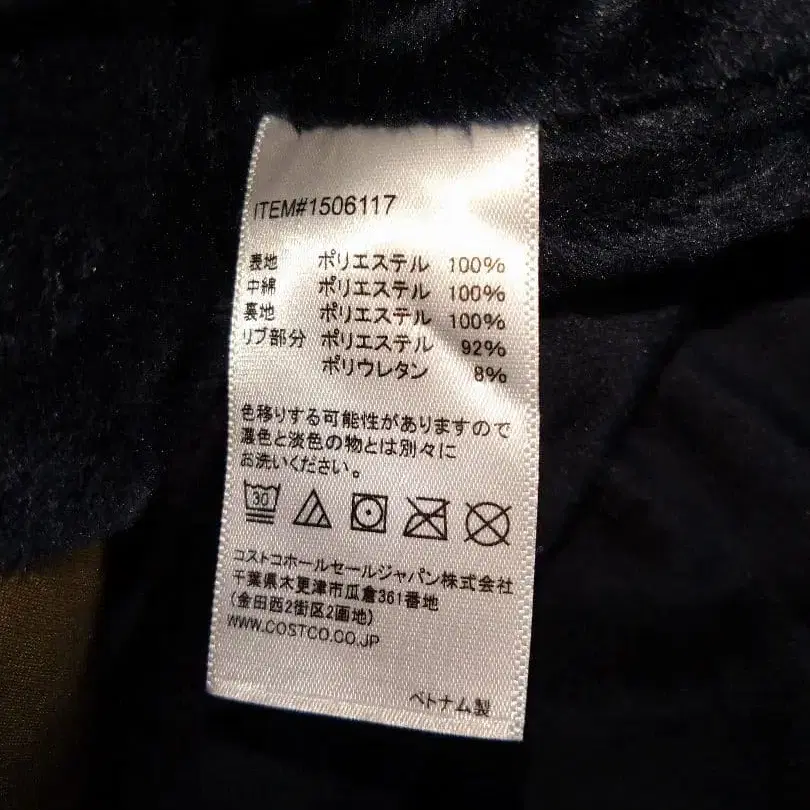 ITEM#1506117
表地 ポリエステル 100%
中綿 ポリエステル 100%
裏地 ポリエステル 100%
リブ部分 ポリエステル 92%
ポリウレタン 8%
色移りする可能性がありますので
濃色と淡色の物とは別々に
お洗いください。
30
コストコホールセールジャパン株式会社
千葉県木更津市瓜倉361番地
(金田西2街区2画地)
WWW.COSTCO.CO.JP
ベトナム製